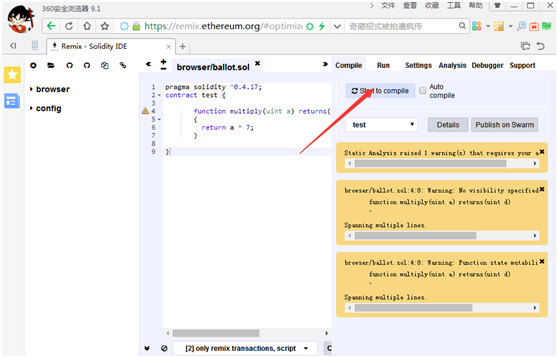 360安全浏览器 9.1
文件 查看 收藏 工具 帮助
https://remix.ethereum.org/#optimiz
奇葩招式被拍遭疯传
Remix - Solidity IDE
browser
config
browser/ballot.sol
Compile Run Settings Analysis Debugger Support
Start to compile
Auto compile
test
Details
Publish on Swarm
1 pragma solidity ^0.4.17;
2 contract test {
3
4 function multiply(uint a) returns(
5 {
6 return a * 7;
7 }
8
9 }
Static Analysis raised 1 warning(s) that requires your a
browser/ballot.sol:4:8: Warning: No visibility specified
function multiply(uint a) returns(uint d)
^
Spanning multiple lines.
browser/ballot.sol:4:8: Warning: Function state mutabili
function multiply(uint a) returns(uint d)
^
Spanning multiple lines.
[2] only remix transactions, script